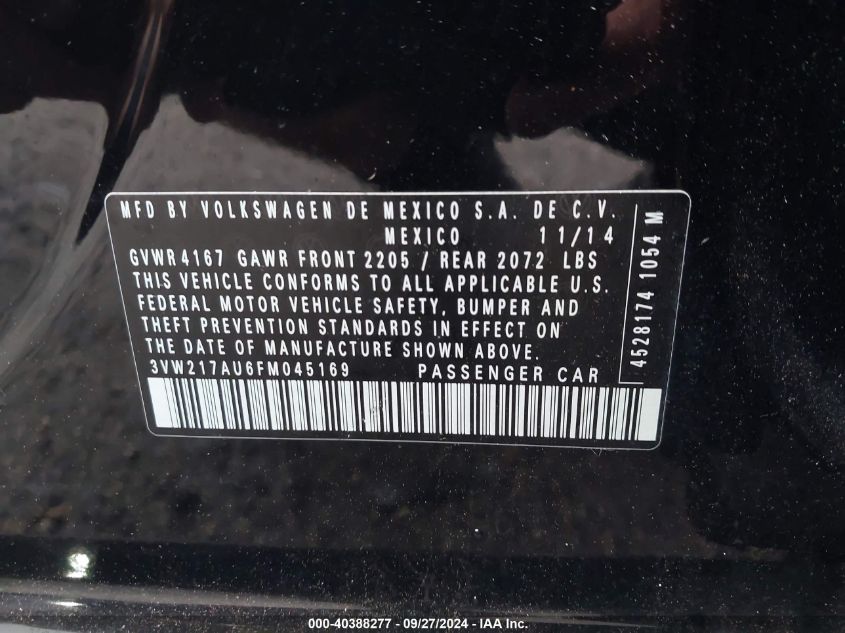 MFD BY VOLKSWAGEN DE MEXICO S.A. DE C.V.
MEXICO 11/14
GVWR 4167 GAWR FRONT 2205 / REAR 2072 LBS
THIS VEHICLE CONFORMS TO ALL APPLICABLE U.S.
FEDERAL MOTOR VEHICLE SAFETY, BUMPER AND
THEFT PREVENTION STANDARDS IN EFFECT ON
THE DATE OF MANUFACTURE SHOWN ABOVE.
3VW217AU6FM045169 PASSENGER CAR
4528174 1054 M
000-40388277 - 09/27/2024 - IAA Inc.